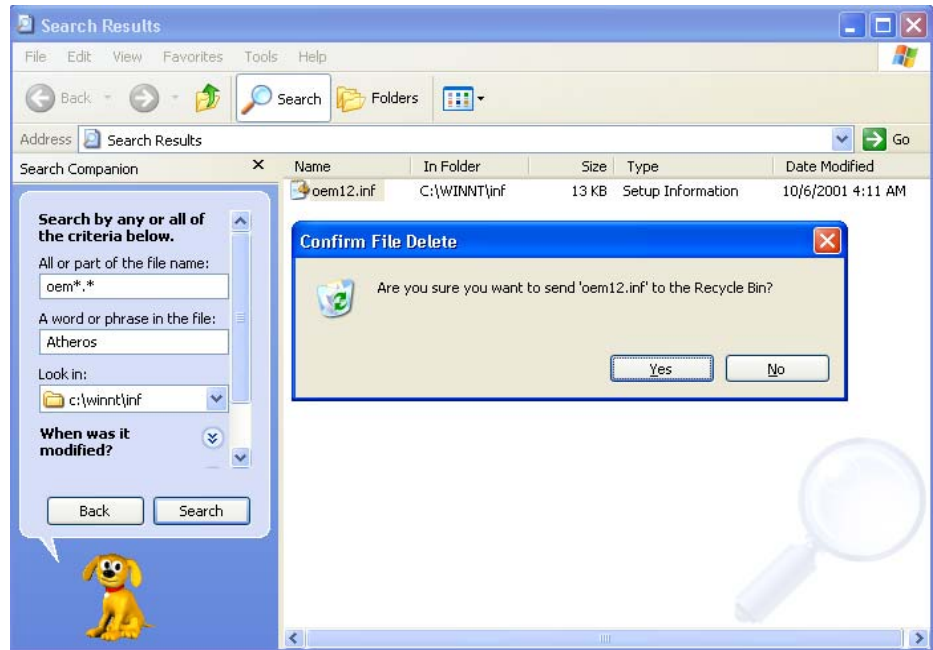 Search Results
File Edit View Favorites Tools Help
Back Search Folders
Address Search Results Go
Search Companion
Name In Folder Size Type Date Modified
oem12.inf C:\WINNT\inf 13 KB Setup Information 10/6/2001 4:11 AM
Search by any or all of
the criteria below.
All or part of the file name:
oem*.*
A word or phrase in the file:
Atheros
Look in:
c:\winnt\inf
When was it
modified?
Back Search
Confirm File Delete
Are you sure you want to send 'oem12.inf' to the Recycle Bin?
Yes No